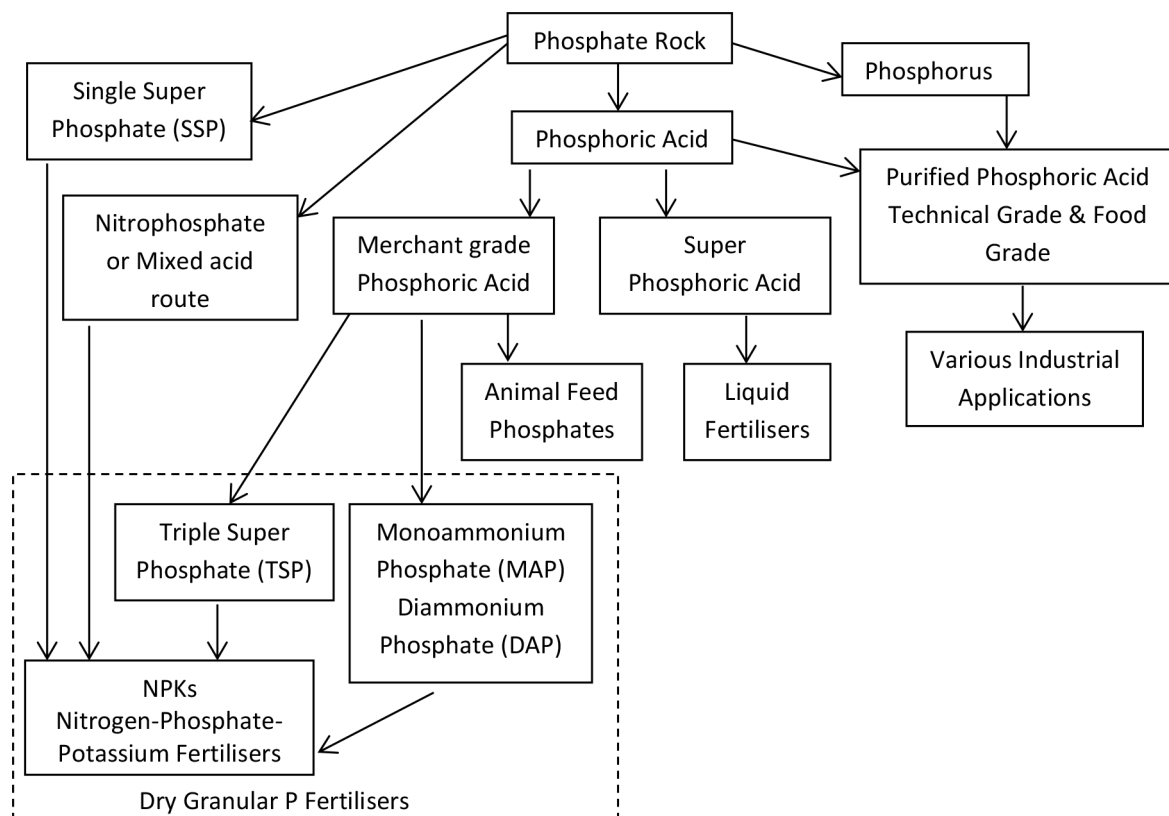 Phosphate Rock
Phosphorus
Single Super
Phosphate (SSP)
Phosphoric Acid
Purified Phosphoric Acid
Technical Grade & Food
Grade
Nitrophosphate
or Mixed acid
route
Merchant grade
Phosphoric Acid
Super
Phosphoric Acid
Various Industrial
Applications
Animal Feed
Phosphates
Liquid
Fertilisers
Triple Super
Phosphate (TSP)
Monoammonium
Phosphate (MAP)
Diammonium
Phosphate (DAP)
NPKs
Nitrogen-Phosphate-
Potassium Fertilisers
Dry Granular P Fertilisers